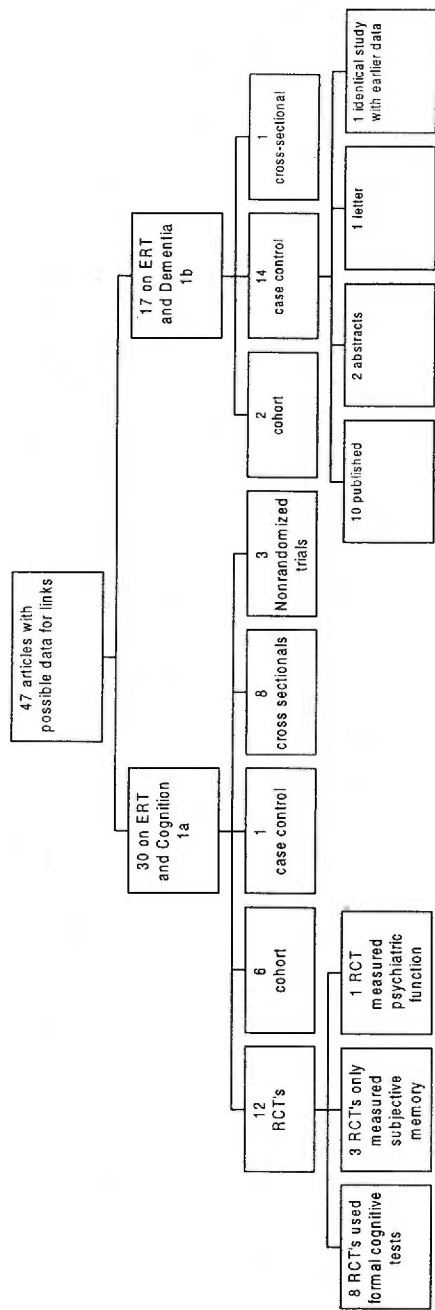 47 articles with
possible data for links
30 on ERT
and Cognition
1a
17 on ERT
and Dementia
1b
12
RCT's
6
cohort
1
case control
8
cross sectionals
3
Nonrandomized
trials
2
cohort
14
case control
1
cross-sectional
8 RCT's used
formal cognitive
tests
3 RCT's only
measured
subjective
memory
1 RCT
measured
psychiatric
function
10 published
2 abstracts
1 letter
1 identical study
with earlier data